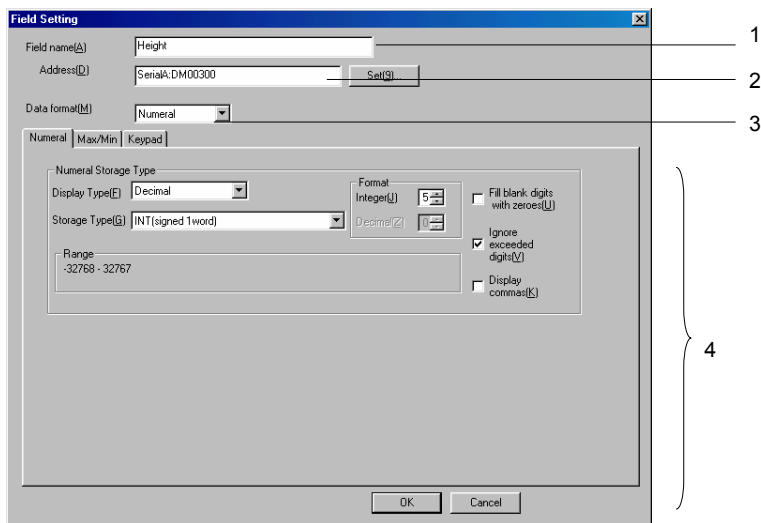 Field Setting
Field name(A) Height 1
Address(D) SerialA:DM00300 Set(9)... 2
Data format(M) Numeral 3
Numeral Max/Min Keypad
Numeral Storage Type
Display Type(F) Decimal
Storage Type(G) INT(signed 1word)
Format
Integer(J) 5
Decimal(Z) 0
Fill blank digits
with zeroes(U)
Ignore
exceeded
digits(V)
Display
commas(K)
Range
-32768 - 32767
4
OK Cancel